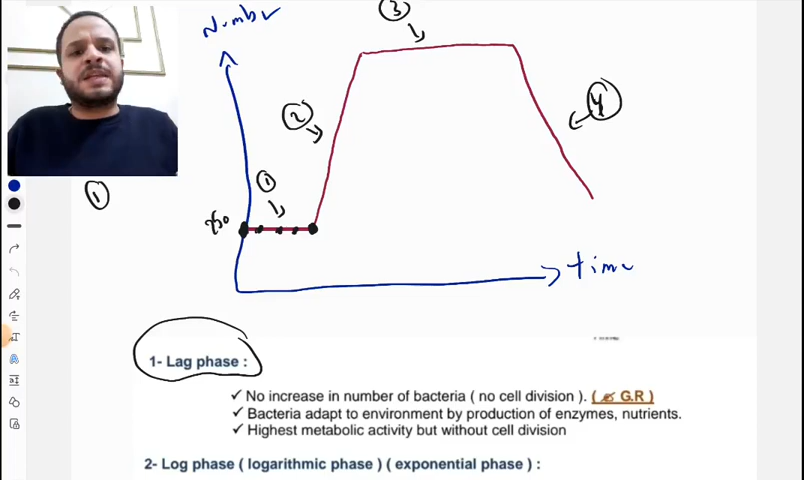 Number
③
②
④
①
①
time
1- Lag phase :
✓ No increase in number of bacteria ( no cell division ). ( ✍ G.R )
✓ Bacteria adapt to environment by production of enzymes, nutrients.
✓ Highest metabolic activity but without cell division
2- Log phase ( logarithmic phase ) ( exponential phase ) :